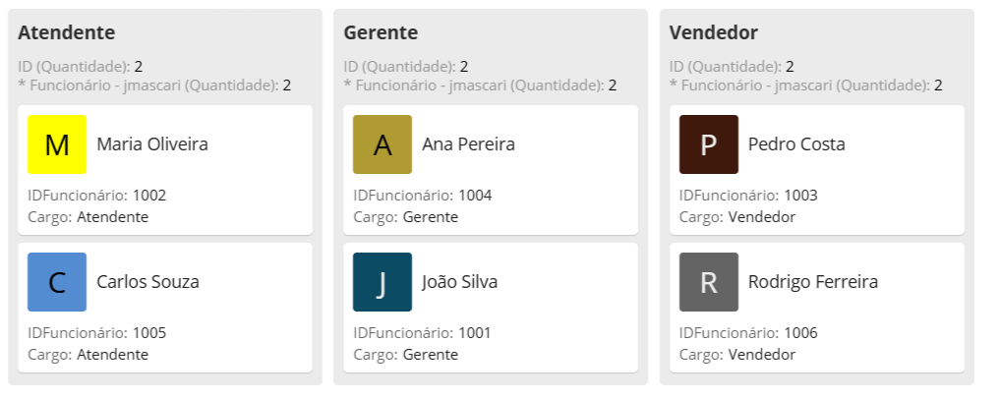 Atendente
ID (Quantidade): 2
* Funcionário - jmascari (Quantidade): 2
M
Maria Oliveira
IDFuncionário: 1002
Cargo: Atendente
C
Carlos Souza
IDFuncionário: 1005
Cargo: Atendente
Gerente
ID (Quantidade): 2
* Funcionário - jmascari (Quantidade): 2
A
Ana Pereira
IDFuncionário: 1004
Cargo: Gerente
J
João Silva
IDFuncionário: 1001
Cargo: Gerente
Vendedor
ID (Quantidade): 2
* Funcionário - jmascari (Quantidade): 2
P
Pedro Costa
IDFuncionário: 1003
Cargo: Vendedor
R
Rodrigo Ferreira
IDFuncionário: 1006
Cargo: Vendedor